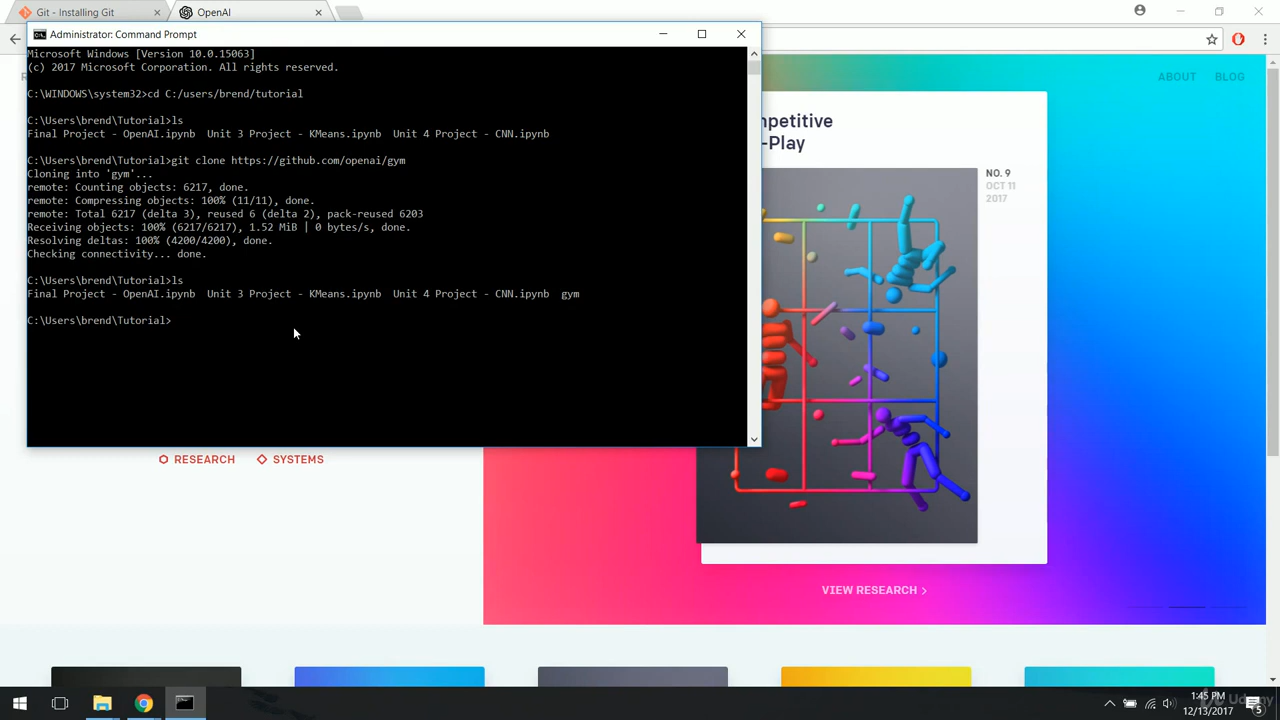 Git - Installing Git
OpenAI
Administrator: Command Prompt
Microsoft Windows [Version 10.0.15063]
(c) 2017 Microsoft Corporation. All rights reserved.
C:\WINDOWS\system32>cd C:/users/brend/tutorial
C:\Users\brend\Tutorial>ls
Final Project - OpenAI.ipynb  Unit 3 Project - KMeans.ipynb  Unit 4 Project - CNN.ipynb
C:\Users\brend\Tutorial>git clone https://github.com/openai/gym
Cloning into 'gym'...
remote: Counting objects: 6217, done.
remote: Compressing objects: 100% (11/11), done.
remote: Total 6217 (delta 3), reused 6 (delta 2), pack-reused 6203
Receiving objects: 100% (6217/6217), 1.52 MiB | 0 bytes/s, done.
Resolving deltas: 100% (4200/4200), done.
Checking connectivity... done.
C:\Users\brend\Tutorial>ls
Final Project - OpenAI.ipynb  Unit 3 Project - KMeans.ipynb  Unit 4 Project - CNN.ipynb  gym
C:\Users\brend\Tutorial>
ABOUT BLOG
mpetitive
-Play
NO. 9
OCT 11
2017
RESEARCH SYSTEMS
VIEW RESEARCH >
1:45 PM
12/13/2017
5
Udemy